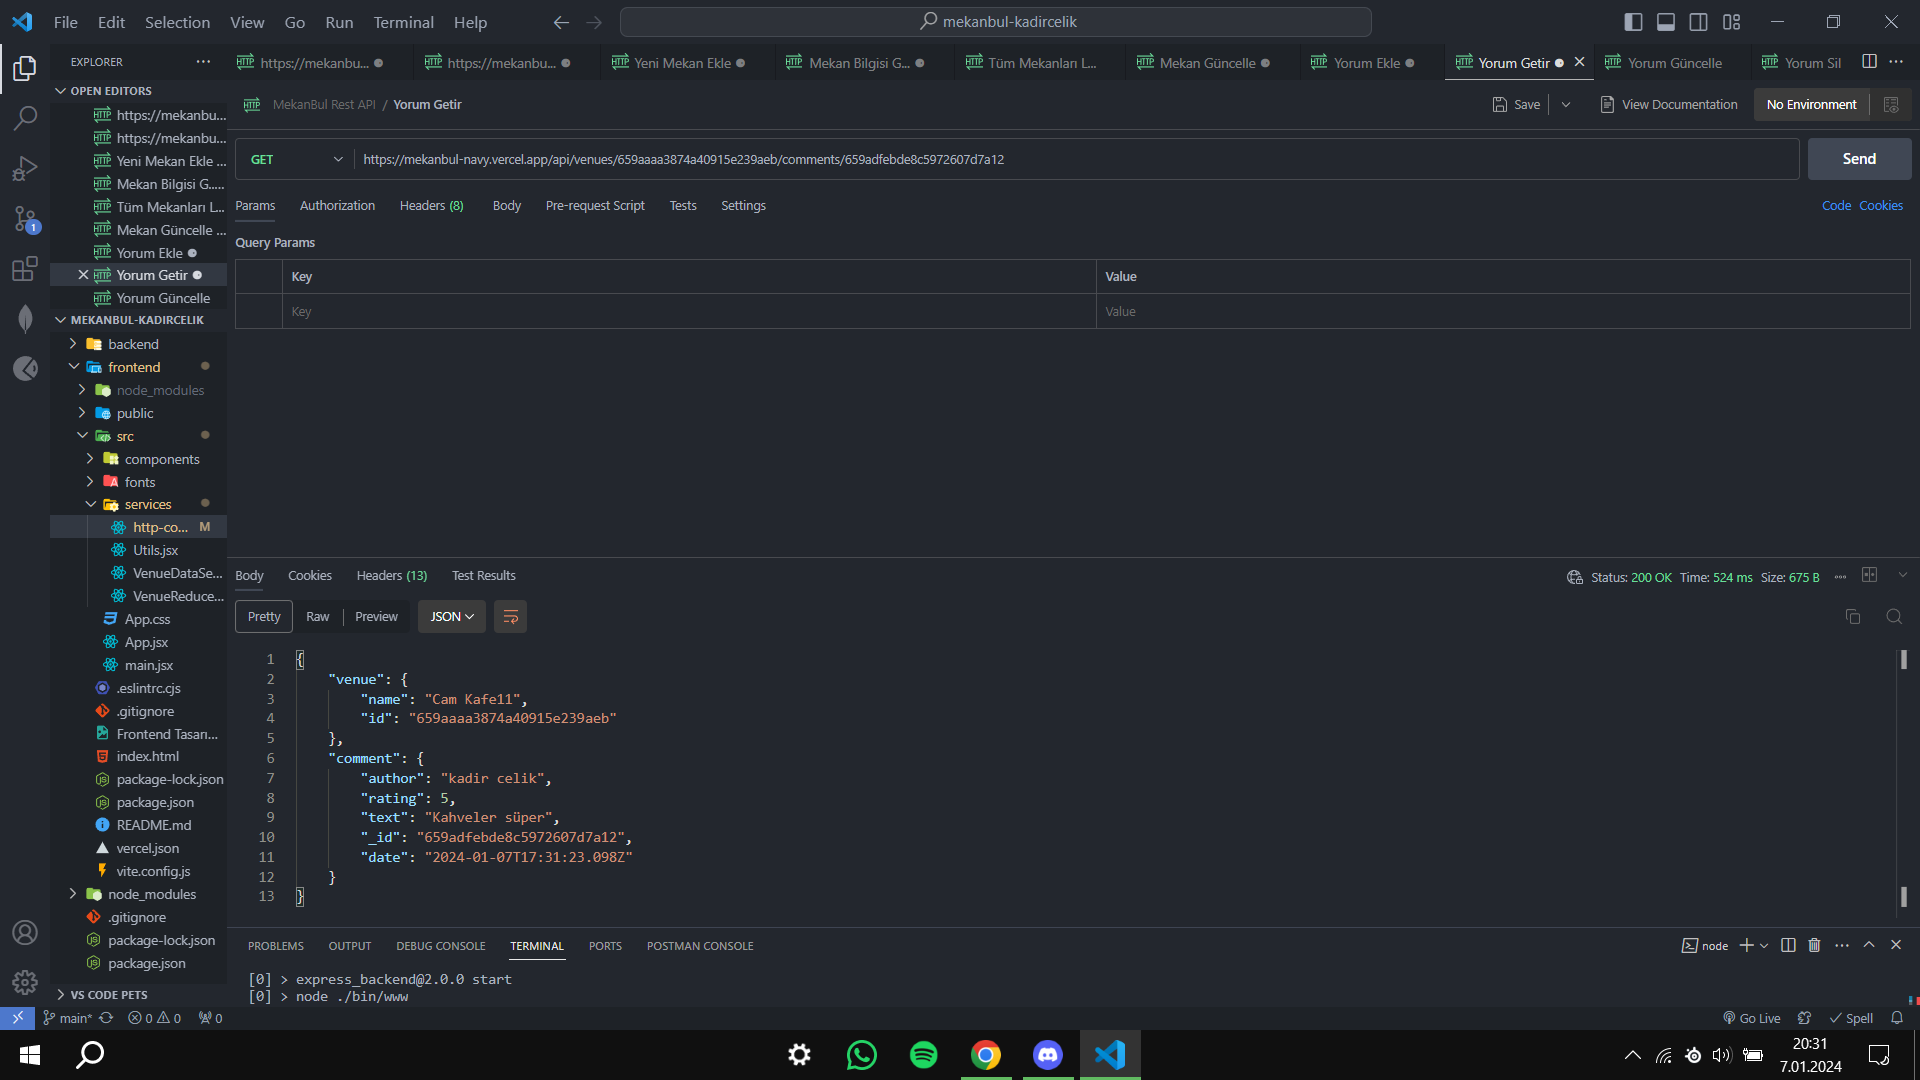 File Edit Selection View Go Run Terminal Help
mekanbul-kadircelik
EXPLORER
https://mekanbu...
https://mekanbu...
Yeni Mekan Ekle
Mekan Bilgisi G...
Tüm Mekanları L...
Mekan Güncelle
Yorum Ekle
Yorum Getir
Yorum Güncelle
Yorum Sil
OPEN EDITORS
https://mekanbu...
https://mekanbu...
Yeni Mekan Ekle ...
Mekan Bilgisi G.....
Tüm Mekanları L...
Mekan Güncelle ...
Yorum Ekle
Yorum Getir
Yorum Güncelle
MEKANBUL-KADIRCELIK
backend
frontend
node_modules
public
src
components
fonts
services
http-co... M
Utils.jsx
VenueDataSe...
VenueReduce...
App.css
App.jsx
main.jsx
.eslintrc.cjs
.gitignore
Frontend Tasarı...
index.html
package-lock.json
package.json
README.md
vercel.json
vite.config.js
node_modules
.gitignore
package-lock.json
package.json
VS CODE PETS
MekanBul Rest API / Yorum Getir
Save
View Documentation
No Environment
GET
https://mekanbul-navy.vercel.app/api/venues/659aaaa3874a40915e239aeb/comments/659adfebde8c5972607d7a12
Send
Params Authorization Headers (8) Body Pre-request Script Tests Settings
Code Cookies
Query Params
Key Value
Key Value
Body Cookies Headers (13) Test Results
Status: 200 OK Time: 524 ms Size: 675 B
Pretty Raw Preview JSON
1 {
2 "venue": {
3 "name": "Cam Kafe11",
4 "id": "659aaaa3874a40915e239aeb"
5 },
6 "comment": {
7 "author": "kadir celik",
8 "rating": 5,
9 "text": "Kahveler süper",
10 "_id": "659adfebde8c5972607d7a12",
11 "date": "2024-01-07T17:31:23.098Z"
12 }
13 }
PROBLEMS OUTPUT DEBUG CONSOLE TERMINAL PORTS POSTMAN CONSOLE
node
[0] > express_backend@2.0.0 start
[0] > node ./bin/www
main* 0 0 0
Go Live
Spell
20:31
7.01.2024